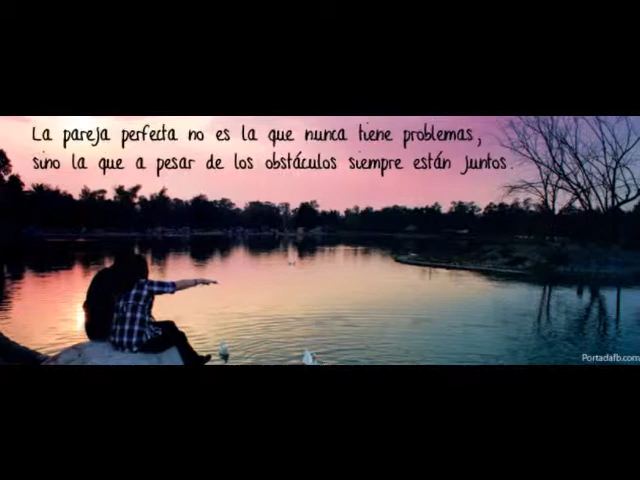 La pareja perfecta no es la que nunca tiene problemas,
sino la que a pesar de los obstáculos siempre están juntos.
Portadafb.com